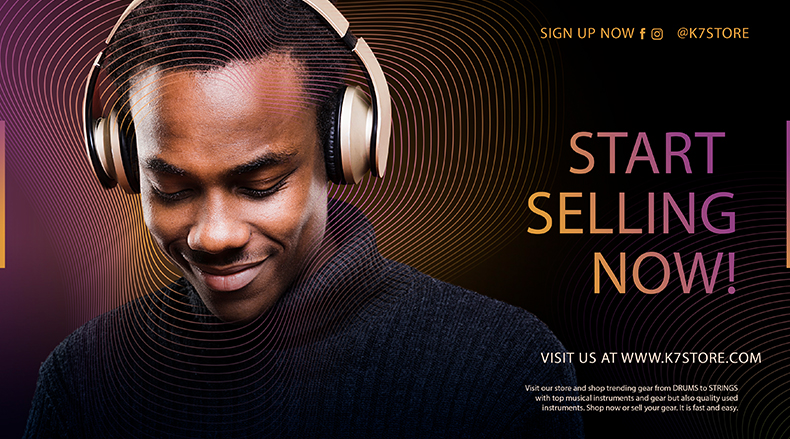 SIGN UP NOW @K7STORE
START
SELLING
NOW!
VISIT US AT WWW.K7STORE.COM
Visit our store and shop trending gear from DRUMS to STRINGS
with top musical instruments and gear but also quality used
instruments. Shop now or sell your gear. It is fast and easy.